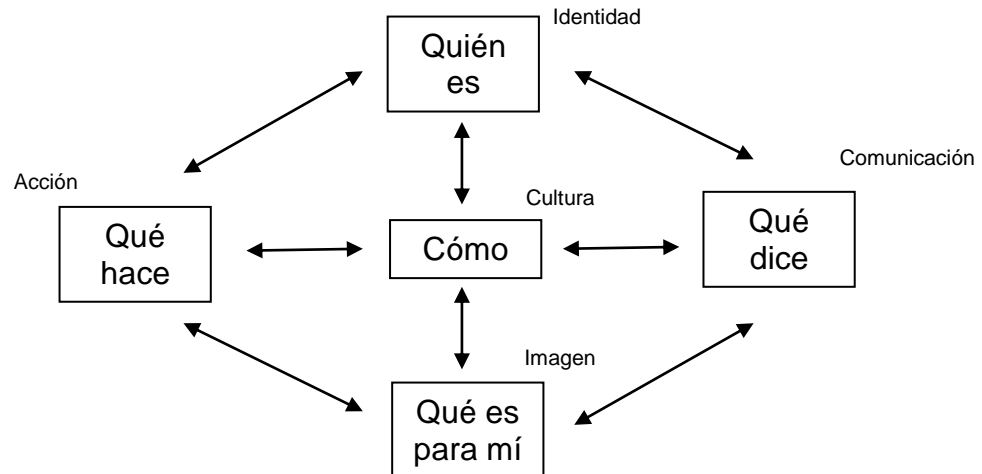 Identidad
Quién
es
Comunicación
Acción
Cultura
Qué
hace
Cómo
Qué
dice
Imagen
Qué es
para mí